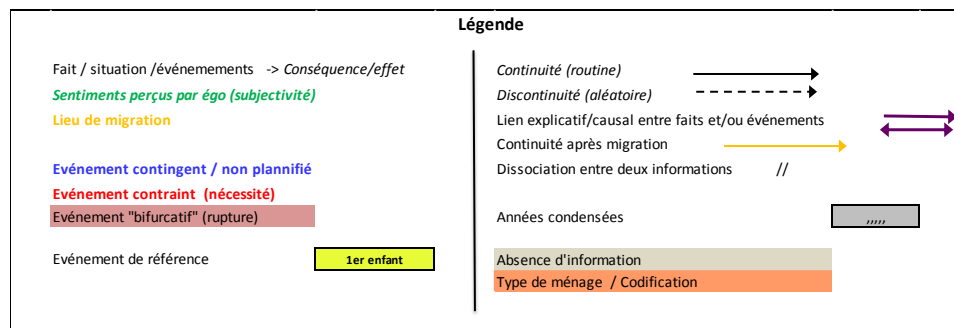 Légende
Fait / situation /événemements -> Conséquence/effet
Sentiments perçus par égo (subjectivité)
Lieu de migration
Evénement contingent / non plannifié
Evénement contraint (nécessité)
Evénement "bifurcatif" (rupture)
Evénement de référence
1er enfant
Continuité (routine)
Discontinuité (aléatoire)
Lien explicatif/causal entre faits et/ou événements
Continuité après migration
Dissociation entre deux informations //
Années condensées
,,,,,
Absence d'information
Type de ménage / Codification